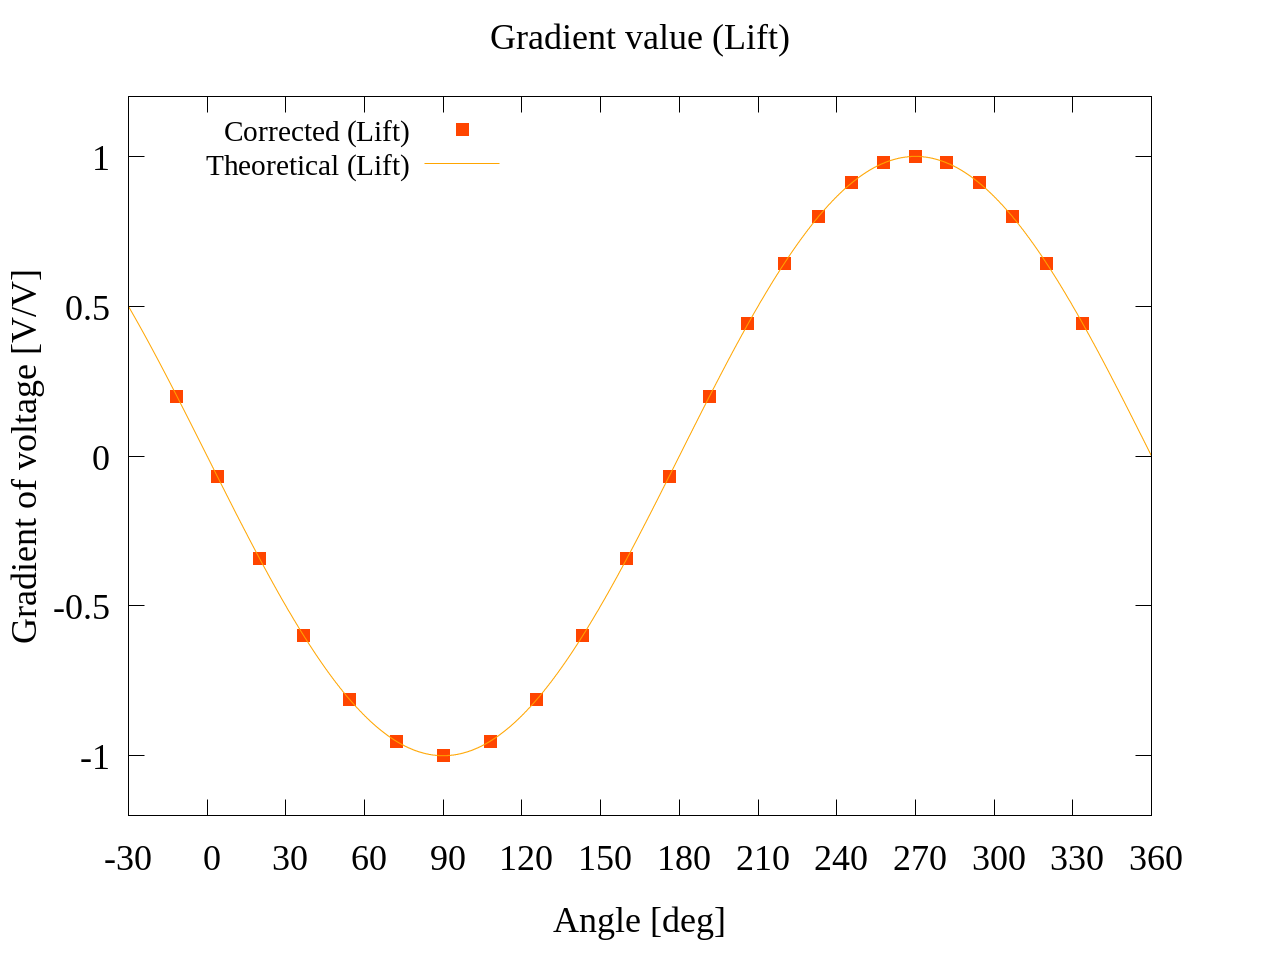 Gradient value (Lift)
Corrected (Lift)
Theoretical (Lift)
1
0.5
0
-0.5
-1
Gradient of voltage [V/V]
-30 0 30 60 90 120 150 180 210 240 270 300 330 360
Angle [deg]